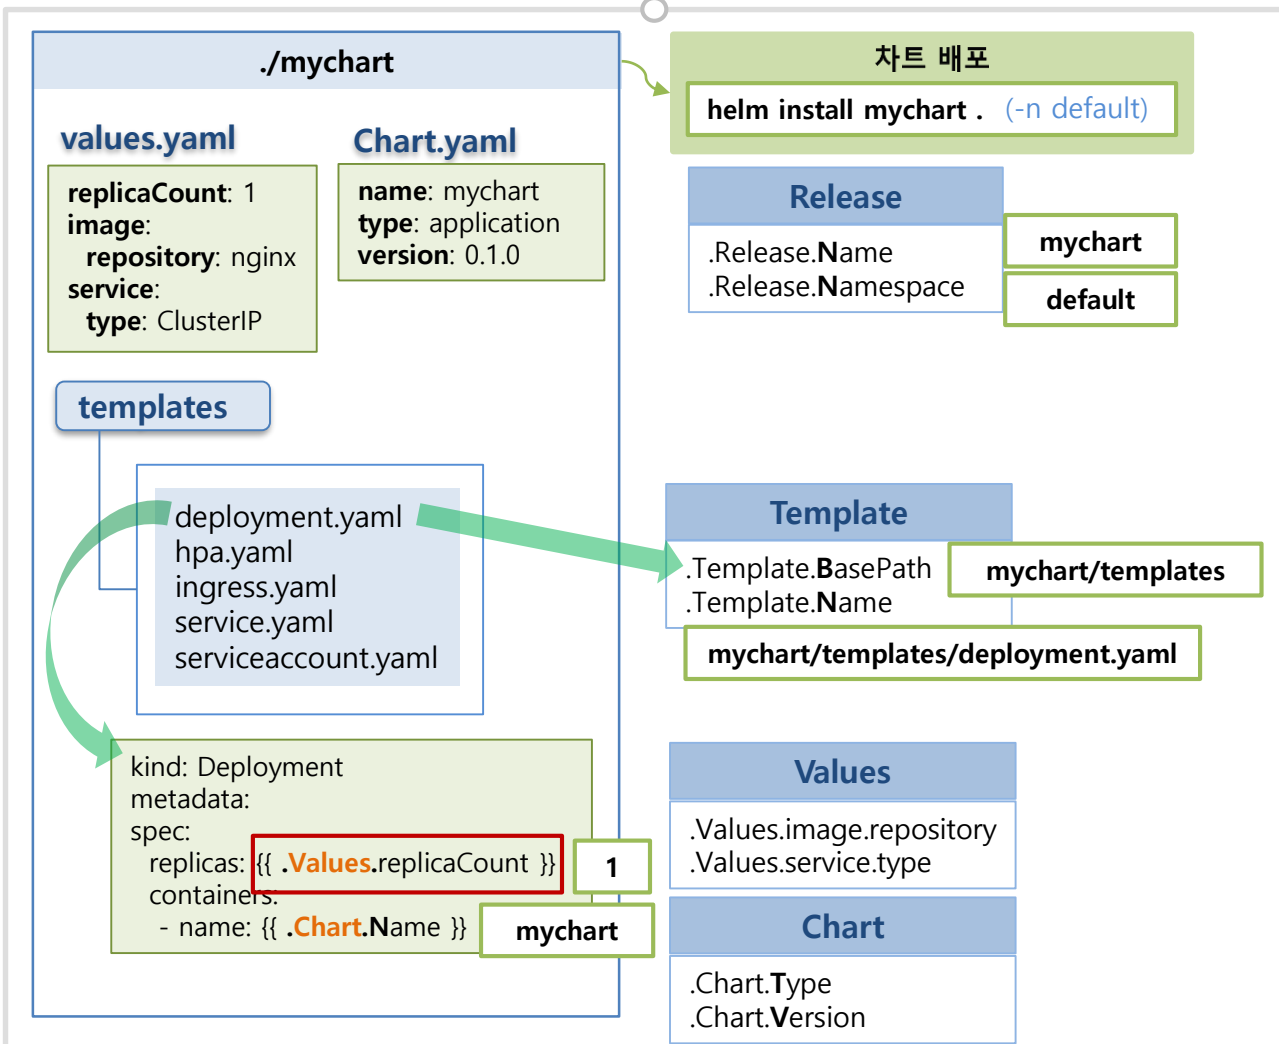 ./mychart
values.yaml
replicaCount: 1
image:
repository: nginx
service:
type: ClusterIP
Chart.yaml
name: mychart
type: application
version: 0.1.0
templates
deployment.yaml
hpa.yaml
ingress.yaml
service.yaml
serviceaccount.yaml
kind: Deployment
metadata:
spec:
replicas: {{ .Values.replicaCount }}
1
containers:
- name: {{ .Chart.Name }}
mychart
차트 배포
helm install mychart . (-n default)
Release
.Release.Name
mychart
.Release.Namespace
default
Template
.Template.BasePath
mychart/templates
.Template.Name
mychart/templates/deployment.yaml
Values
.Values.image.repository
.Values.service.type
Chart
.Chart.Type
.Chart.Version